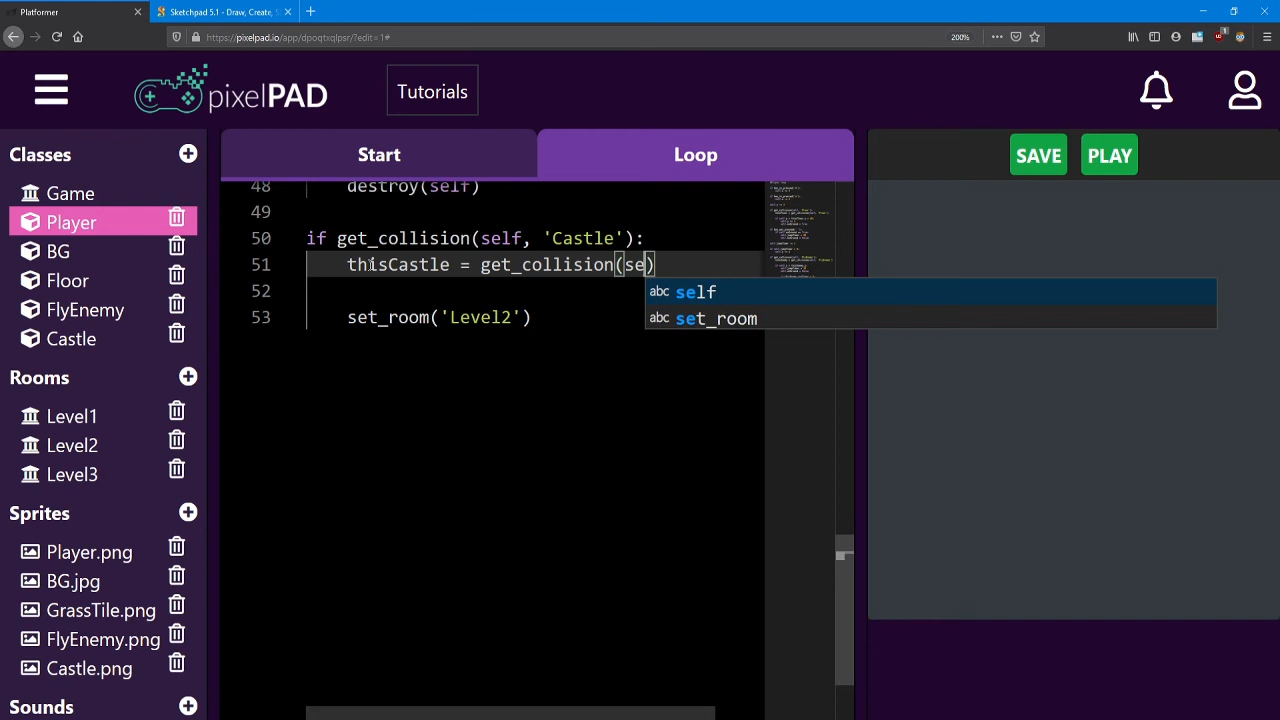 Platformer
Sketchpad 5.1 - Draw, Create, S
https://pixelpad.io/app/dpoqtxqlpsr/?edit=1#
200%
pixelPAD
Tutorials
Classes
Game
Player
BG
Floor
FlyEnemy
Castle
Rooms
Level1
Level2
Level3
Sprites
Player.png
BG.jpg
GrassTile.png
FlyEnemy.png
Castle.png
Sounds
Start
Loop
48 destroy(self)
49
50 if get_collision(self, 'Castle'):
51 thisCastle = get_collision(se)
abc self
abc set_room
52
53 set_room('Level2')
SAVE
PLAY